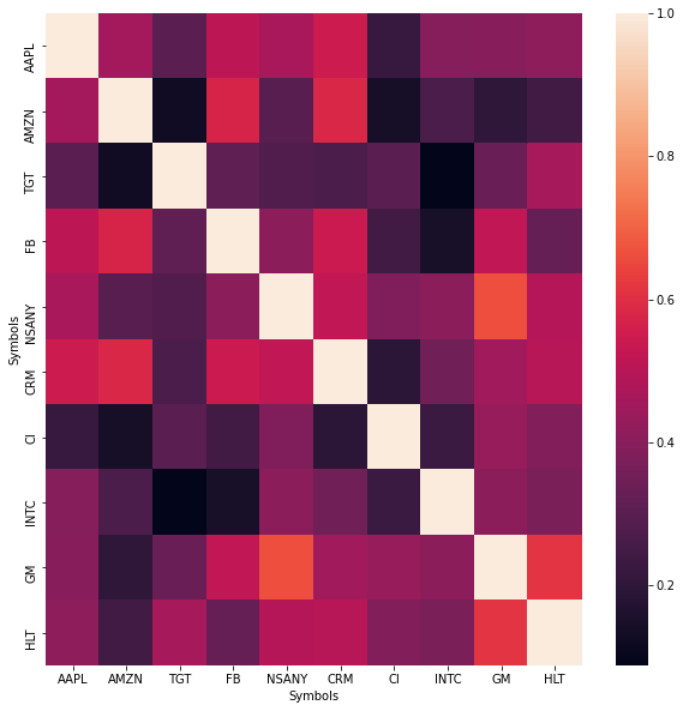 1.0
AAPL
AMZN
0.8
TGT
FB
0.6
NSANY
Symbols
CRM
0.4
CI
INTC
0.2
GM
HLT
AAPL AMZN TGT FB NSANY CRM CI INTC GM HLT
Symbols